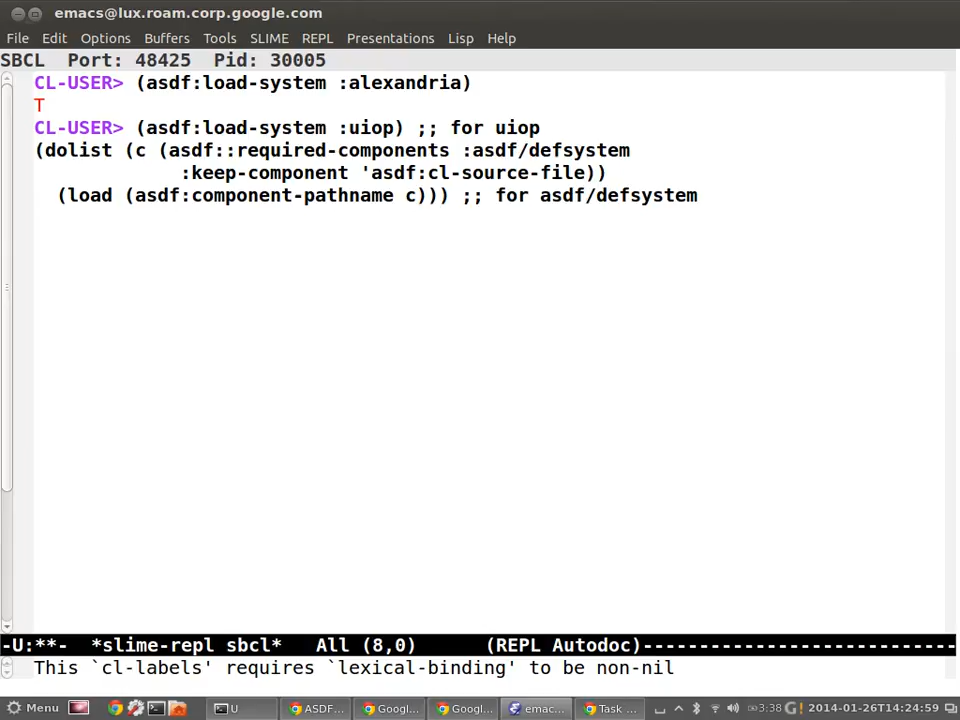 emacs@lux.roam.corp.google.com
File Edit Options Buffers Tools SLIME REPL Presentations Lisp Help
SBCL  Port: 48425  Pid: 30005
CL-USER> (asdf:load-system :alexandria)
T
CL-USER> (asdf:load-system :uiop) ;; for uiop
(dolist (c (asdf::required-components :asdf/defsystem
             :keep-component 'asdf:cl-source-file))
  (load (asdf:component-pathname c))) ;; for asdf/defsystem
-U:**-  *slime-repl sbcl*   All (8,0)      (REPL Autodoc)----------------------------
This `cl-labels' requires `lexical-binding' to be non-nil
Menu U ASDF... Googl... Googl... emac... Task ... 3:38 G 2014-01-26T14:24:59